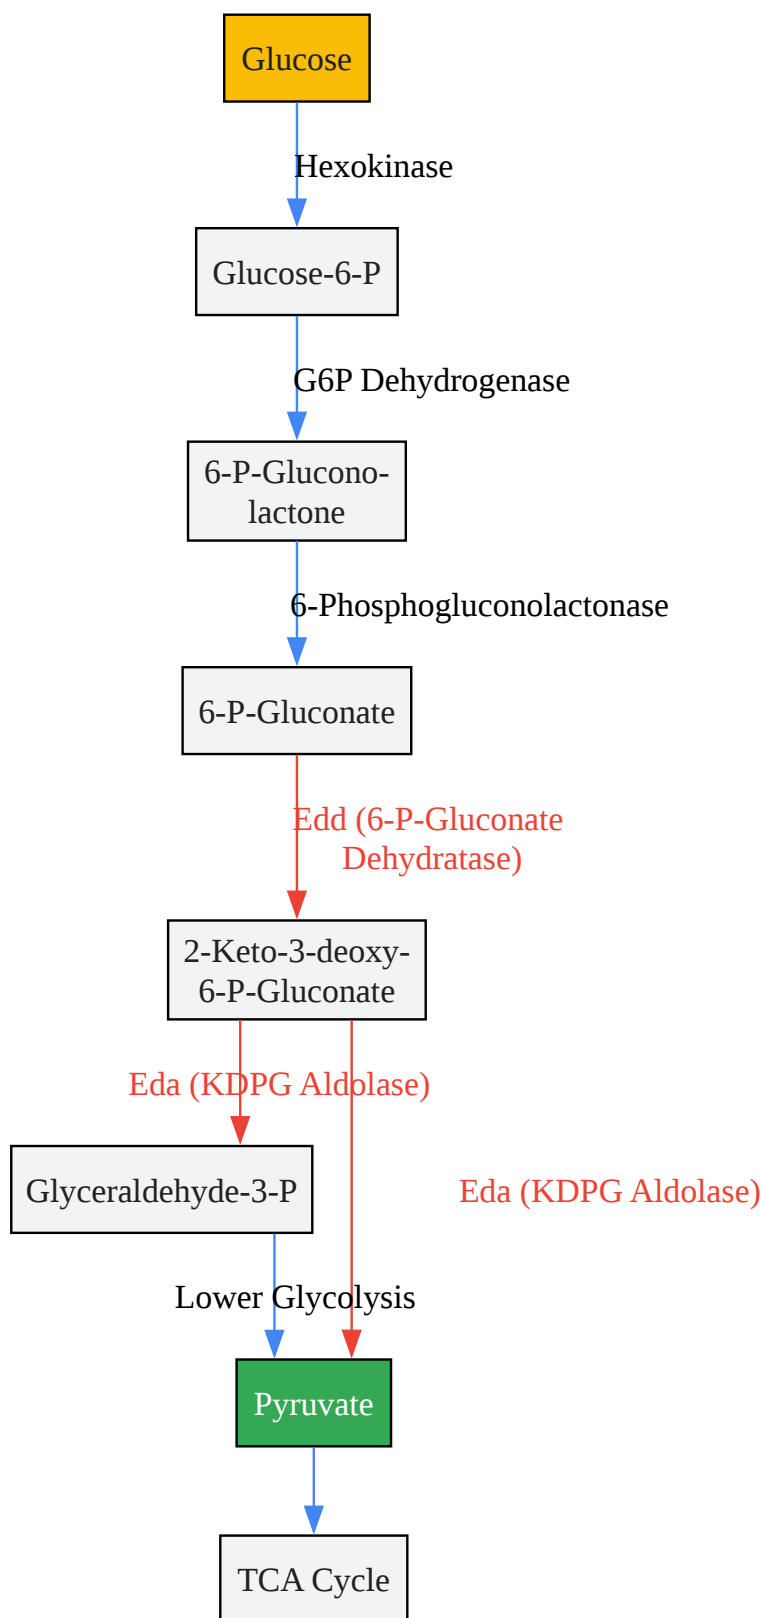 Glucose
Hexokinase
Glucose-6-P
G6P Dehydrogenase
6-P-Glucono-
lactone
6-Phosphogluconolactonase
6-P-Gluconate
Edd (6-P-Gluconate
Dehydratase)
2-Keto-3-deoxy-
6-P-Gluconate
Eda (KDPG Aldolase)
Glyceraldehyde-3-P
Eda (KDPG Aldolase)
Lower Glycolysis
Pyruvate
TCA Cycle